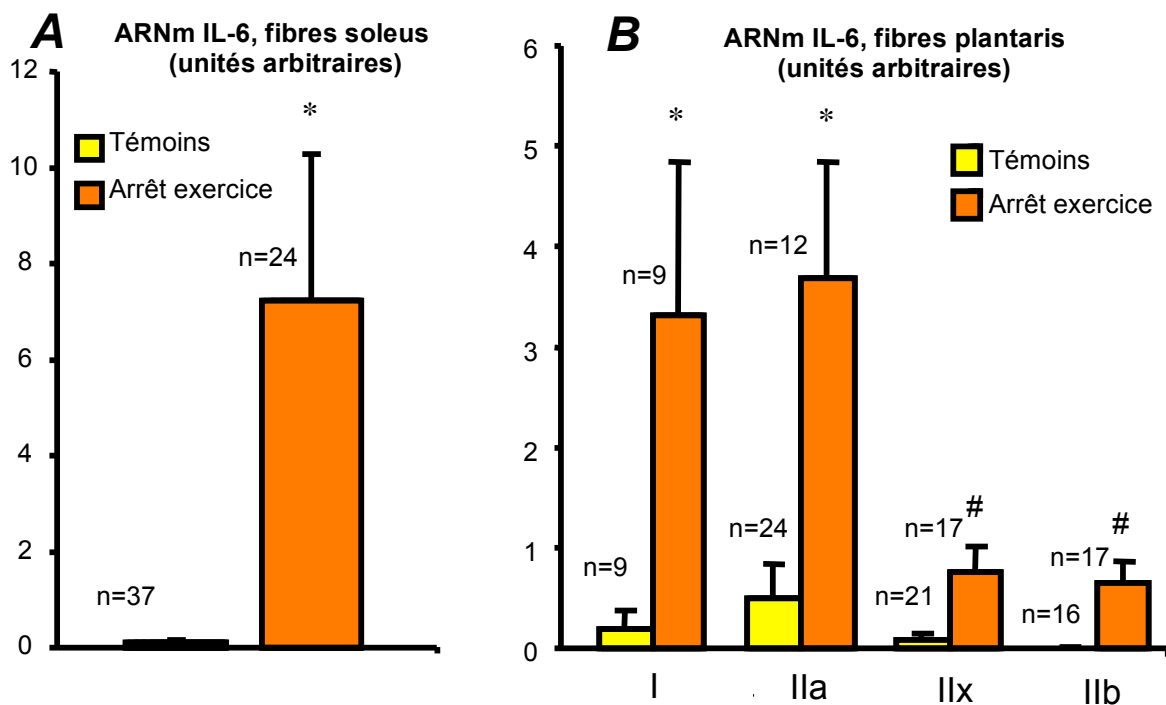 A
ARNm IL-6, fibres soleus
(unités arbitraires)
12
10
8
6
4
2
0
Témoins
Arrêt exercice
*
n=24
n=37
B
ARNm IL-6, fibres plantaris
(unités arbitraires)
6
5
4
3
2
1
0
Témoins
Arrêt exercice
*
*
n=9
n=12
n=9
n=24
n=17
#
n=21
n=17
#
n=16
I
IIa
IIx
IIb